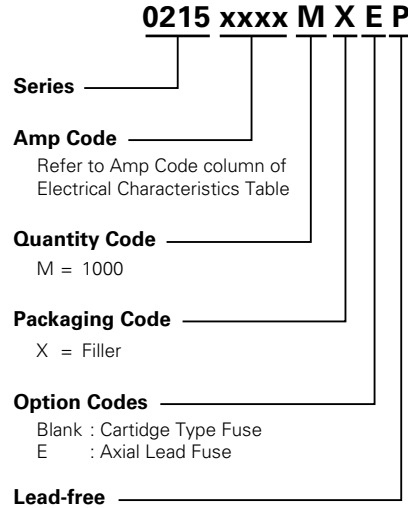 0215 xxxx M X E P
Series
Amp Code
Refer to Amp Code column of
Electrical Characteristics Table
Quantity Code
M = 1000
Packaging Code
X = Filler
Option Codes
Blank : Cartidge Type Fuse
E : Axial Lead Fuse
Lead-free